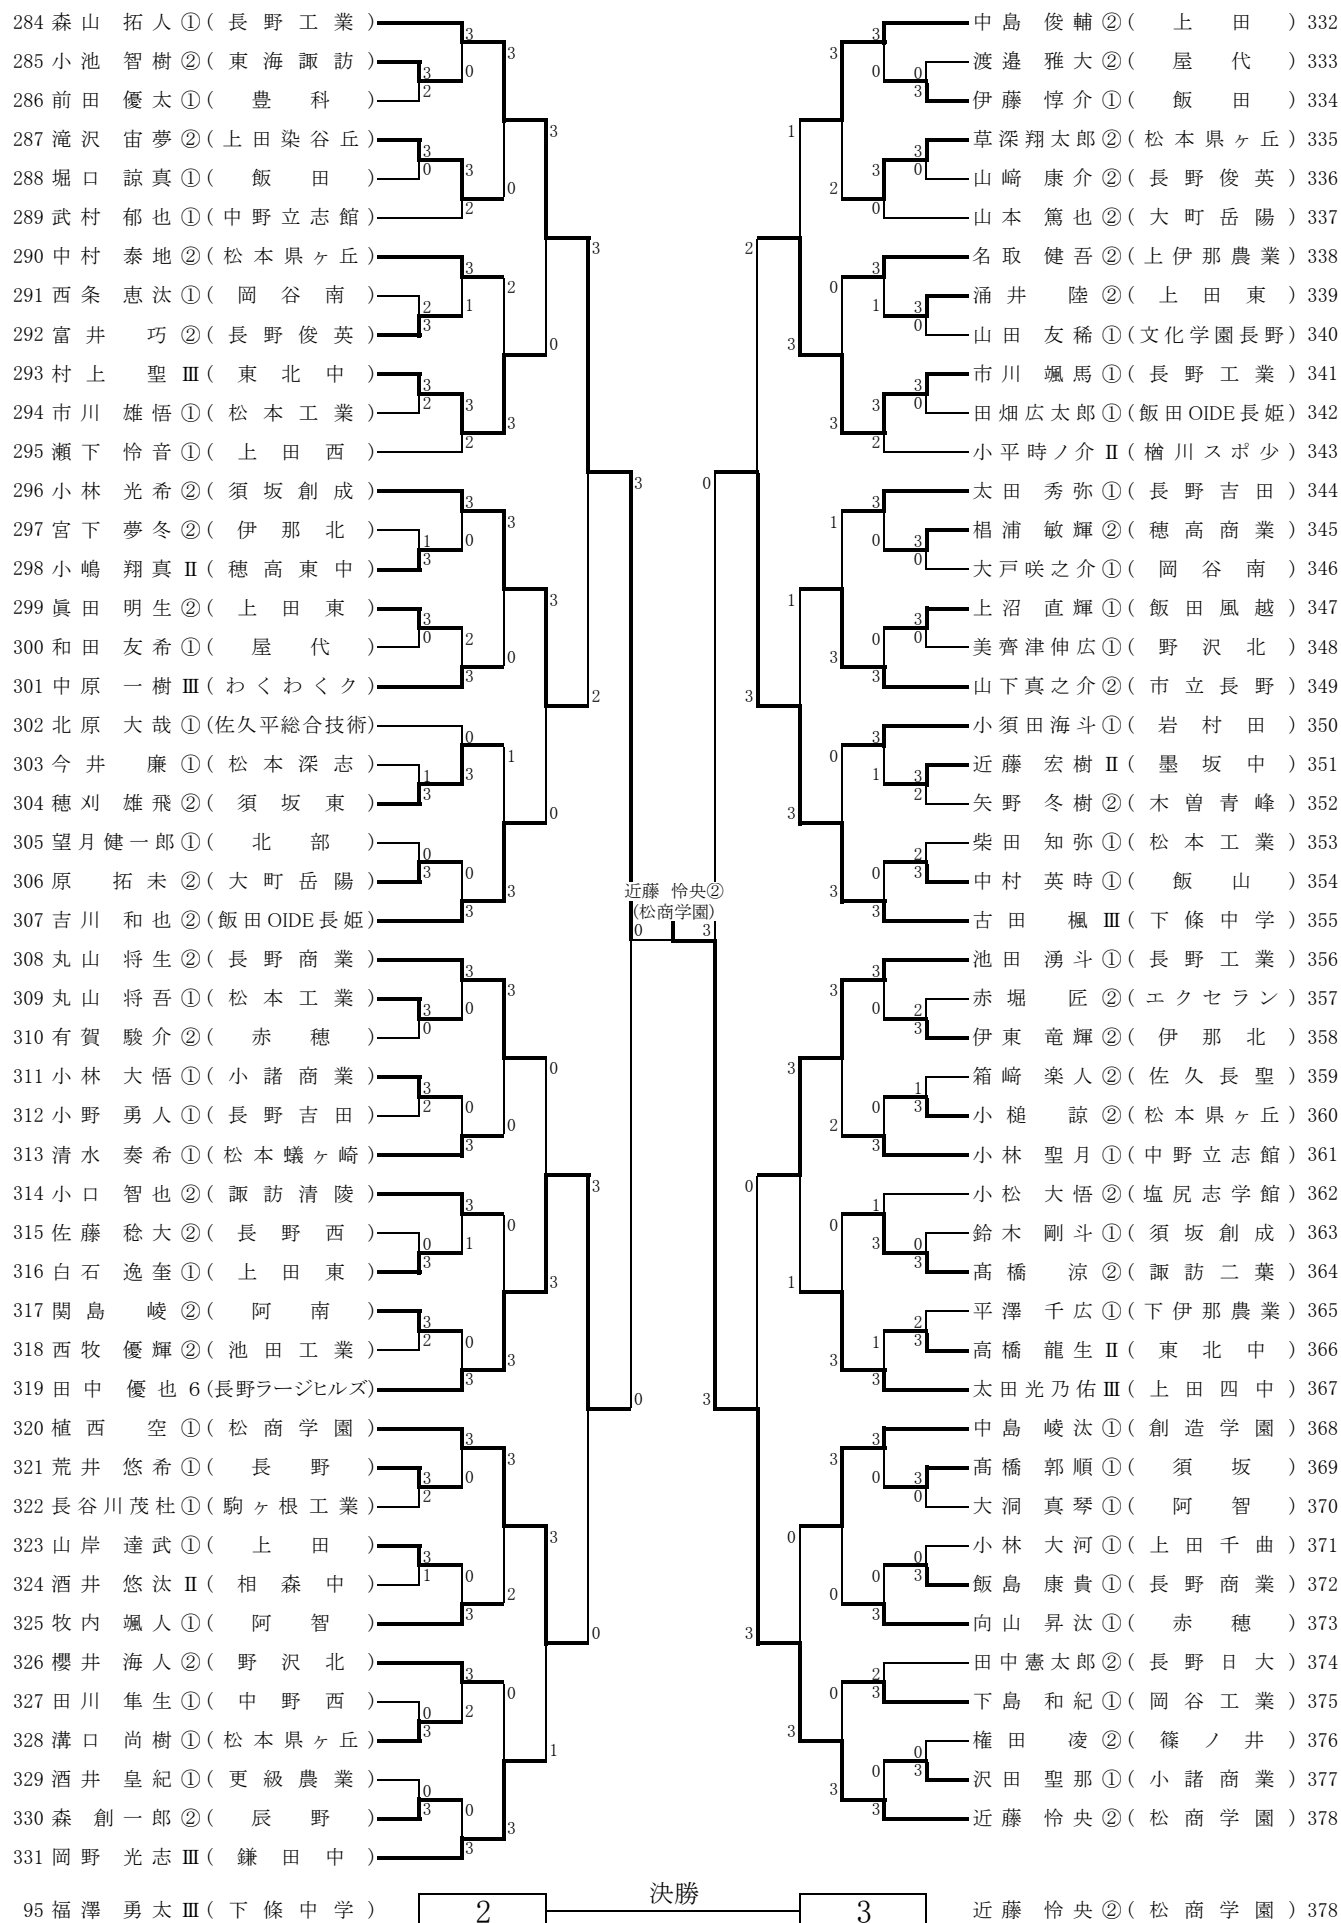 284 森山 拓人 ① ( 長野工業 )
285 小池 智樹 ② ( 東海諏訪 )
286 前田 優太 ① ( 豊科 )
287 滝沢 宙夢 ② ( 上田染谷丘 )
288 堀口 諒真 ① ( 飯田 )
289 武村 郁也 ① ( 中野立志館 )
290 中村 泰地 ② ( 松本県ヶ丘 )
291 西条 恵汰 ① ( 岡谷南 )
292 富井 巧 ② ( 長野俊英 )
293 村上 聖 Ⅲ ( 東北中 )
294 市川 雄悟 ① ( 松本工業 )
295 瀬下 怜音 ① ( 上田西 )
296 小林 光希 ② ( 須坂創成 )
297 宮下 夢冬 ② ( 伊那北 )
298 小嶋 翔真 Ⅱ ( 穂高東中 )
299 眞田 明生 ② ( 上田東 )
300 和田 友希 ① ( 屋代 )
301 中原 一樹 Ⅲ ( わくわくク )
302 北原 大哉 ① (佐久平総合技術)
303 今井 廉 ① ( 松本深志 )
304 穂刈 雄飛 ② ( 須坂東 )
305 望月健一郎 ① ( 北部 )
306 原 拓未 ② ( 大町岳陽 )
307 吉川 和也 ② (飯田OIDE長姫)
308 丸山 将生 ② ( 長野商業 )
309 丸山 将吾 ① ( 松本工業 )
310 有賀 駿介 ② ( 赤穂 )
311 小林 大悟 ① ( 小諸商業 )
312 小野 勇人 ① ( 長野吉田 )
313 清水 奏希 ① ( 松本蟻ヶ崎 )
314 小口 智也 ② ( 諏訪清陵 )
315 佐藤 稔大 ② ( 長野西 )
316 白石 逸奎 ① ( 上田東 )
317 関島 崚 ② ( 阿南 )
318 西牧 優輝 ② ( 池田工業 )
319 田中 優也 6 (長野ラージヒルズ)
320 植西 空 ① ( 松商学園 )
321 荒井 悠希 ① ( 長野 )
322 長谷川茂杜 ① ( 駒ヶ根工業 )
323 山岸 達武 ① ( 上田 )
324 酒井 悠汰 Ⅱ ( 相森中 )
325 牧内 颯人 ① ( 阿智 )
326 櫻井 海人 ② ( 野沢北 )
327 田川 隼生 ① ( 中野西 )
328 溝口 尚樹 ① ( 松本県ヶ丘 )
329 酒井 皇紀 ① ( 更級農業 )
330 森 創一郎 ② ( 辰野 )
331 岡野 光志 Ⅲ ( 鎌田中 )
近藤 怜央②
(松商学園)
0 3
中島 俊輔 ② ( 上田 ) 332
渡邉 雅大 ② ( 屋代 ) 333
伊藤 惇介 ① ( 飯田 ) 334
草深翔太郎 ② ( 松本県ヶ丘 ) 335
山﨑 康介 ② ( 長野俊英 ) 336
山本 篤也 ② ( 大町岳陽 ) 337
名取 健吾 ② ( 上伊那農業 ) 338
涌井 陸 ② ( 上田東 ) 339
山田 友稀 ① (文化学園長野) 340
市川 颯馬 ① ( 長野工業 ) 341
田畑広太郎 ① (飯田OIDE長姫) 342
小平時ノ介 Ⅱ ( 楢川スポ少 ) 343
太田 秀弥 ① ( 長野吉田 ) 344
椙浦 敏輝 ② ( 穂高商業 ) 345
大戸咲之介 ① ( 岡谷南 ) 346
上沼 直輝 ① ( 飯田風越 ) 347
美齊津伸広 ① ( 野沢北 ) 348
山下真之介 ② ( 市立長野 ) 349
小須田海斗 ① ( 岩村田 ) 350
近藤 宏樹 Ⅱ ( 墨坂中 ) 351
矢野 冬樹 ② ( 木曽青峰 ) 352
柴田 知弥 ① ( 松本工業 ) 353
中村 英時 ① ( 飯山 ) 354
古田 楓 Ⅲ ( 下條中学 ) 355
池田 湧斗 ① ( 長野工業 ) 356
赤堀 匠 ② ( エクセラン ) 357
伊東 竜輝 ② ( 伊那北 ) 358
箱﨑 楽人 ② ( 佐久長聖 ) 359
小槌 諒 ② ( 松本県ヶ丘 ) 360
小林 聖月 ① ( 中野立志館 ) 361
小松 大悟 ② ( 塩尻志学館 ) 362
鈴木 剛斗 ① ( 須坂創成 ) 363
髙橋 涼 ② ( 諏訪二葉 ) 364
平澤 千広 ① ( 下伊那農業 ) 365
高橋 龍生 Ⅱ ( 東北中 ) 366
太田光乃佑 Ⅲ ( 上田四中 ) 367
中島 崚汰 ① ( 創造学園 ) 368
髙橋 郭順 ① ( 須坂 ) 369
大洞 真琴 ① ( 阿智 ) 370
小林 大河 ① ( 上田千曲 ) 371
飯島 康貴 ① ( 長野商業 ) 372
向山 昇汰 ① ( 赤穂 ) 373
田中憲太郎 ② ( 長野日大 ) 374
下島 和紀 ① ( 岡谷工業 ) 375
権田 凌 ② ( 篠ノ井 ) 376
沢田 聖那 ① ( 小諸商業 ) 377
近藤 怜央 ② ( 松商学園 ) 378
決勝
95 福澤 勇太 Ⅲ ( 下條中学 ) 2 3 近藤 怜央 ② ( 松商学園 ) 378